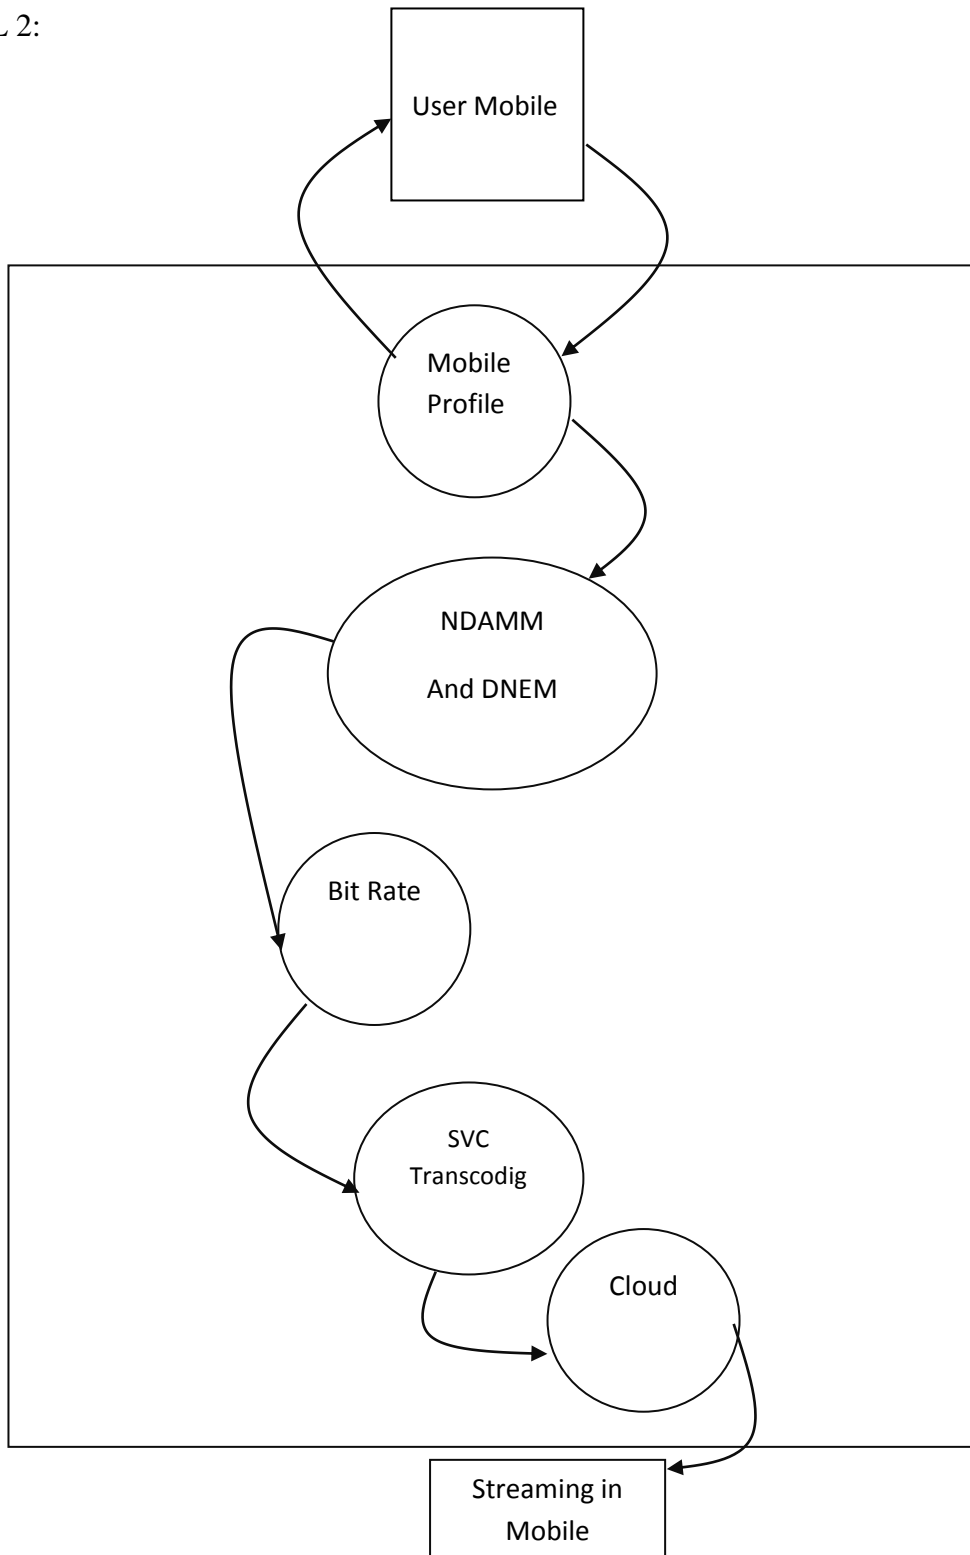 L 2:
User Mobile
Mobile
Profile
NDAMM
And DNEM
Bit Rate
SVC
Transcodig
Cloud
Streaming in
Mobile